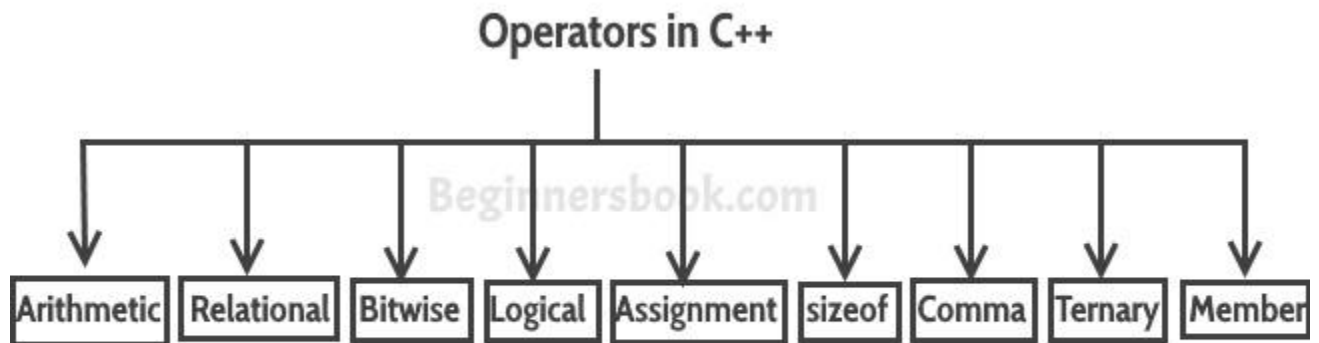 Operators in C++
Beginnersbook.com
Arithmetic Relational Bitwise Logical Assignment sizeof Comma Ternary Member